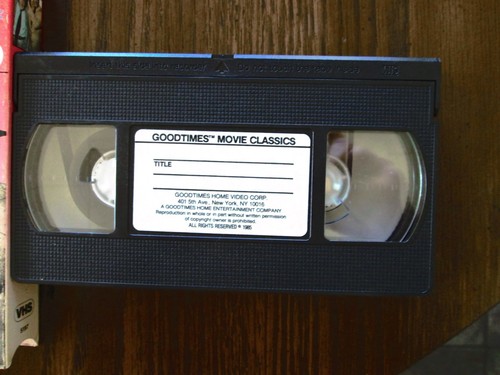 GOODTIMES™ MOVIE CLASSICS
TITLE
GOODTIMES HOME VIDEO CORP.
401 5th Ave., New York, NY 10016
A GOODTIMES HOME ENTERTAINMENT COMPANY
Reproduction in whole or in part without written permission
of copyright owner is prohibited.
ALL RIGHTS RESERVED © 1985
VHS